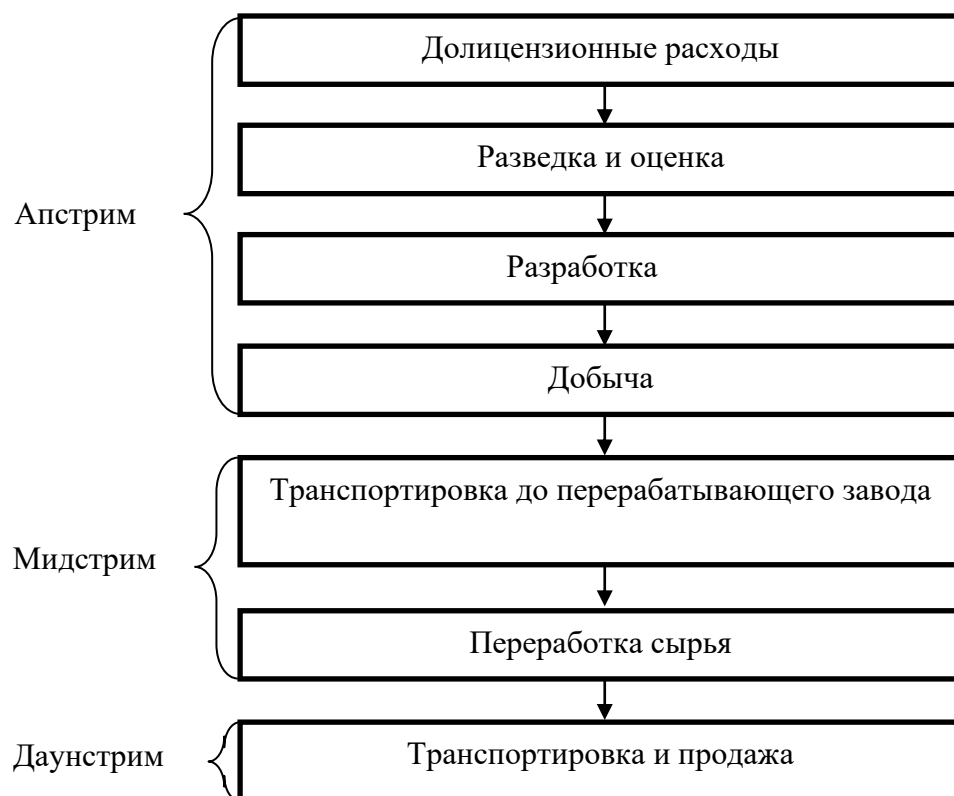 Долицензионные расходы
Разведка и оценка
Апстрим
Разработка
Добыча
Транспортировка до перерабатывающего завода
Мидстрим
Переработка сырья
Даунстрим
Транспортировка и продажа